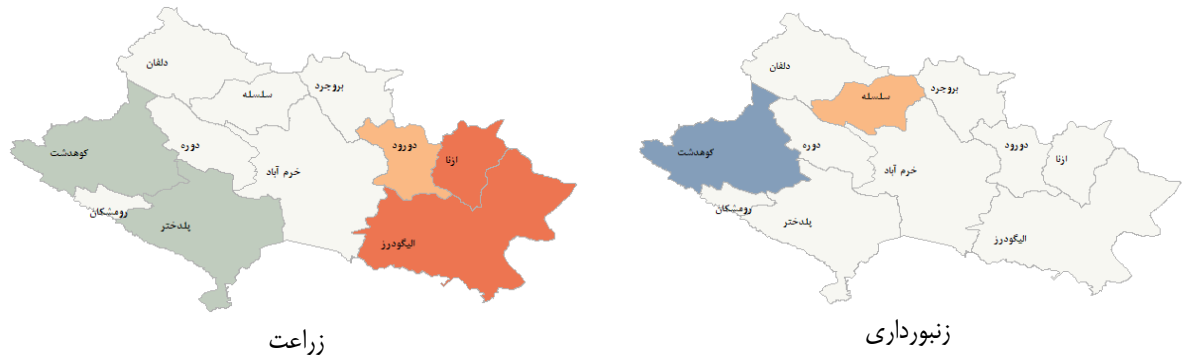 دلفان
سلسله
بروجرد
کوهدشت
دوره
خرم آباد
دورود
ازنا
رومشکان
پلدختر
الیگودرز
زراعت
دلفان
سلسله
بروجرد
کوهدشت
دوره
خرم آباد
دورود
ازنا
رومشکان
پلدختر
الیگودرز
زنبورداری